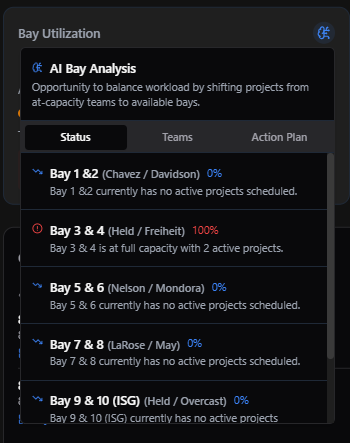 Bay Utilization
AI Bay Analysis
Opportunity to balance workload by shifting projects from
at-capacity teams to available bays.
Status Teams Action Plan
Bay 1 &2 (Chavez / Davidson) 0%
Bay 1 &2 currently has no active projects scheduled.
Bay 3 & 4 (Held / Freiheit) 100%
Bay 3 & 4 is at full capacity with 2 active projects.
Bay 5 & 6 (Nelson / Mondora) 0%
Bay 5 & 6 currently has no active projects scheduled.
Bay 7 & 8 (LaRose / May) 0%
Bay 7 & 8 currently has no active projects scheduled.
Bay 9 & 10 (ISG) (Held / Overcast) 0%
Bay 9 & 10 (ISG) currently has no active projects